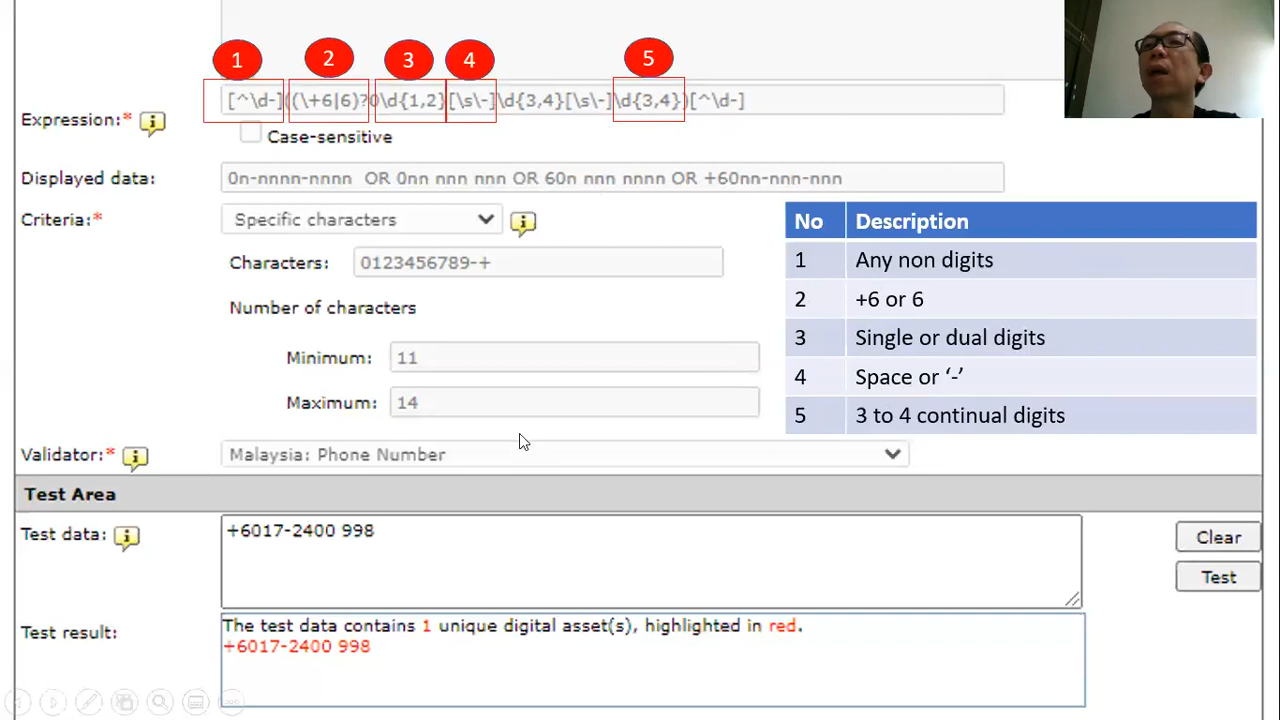 1 2 3 4 5
Expression:* [^\d-]((\+6|6)?0\d{1,2}[\s\-]\d{3,4}[\s\-]\d{3,4})[^\d-]
Case-sensitive
Displayed data: 0n-nnnn-nnnn OR 0nn nnn nnn OR 60n nnn nnnn OR +60nn-nnn-nnn
Criteria:* Specific characters
Characters: 0123456789-+
Number of characters
Minimum: 11
Maximum: 14
No Description
1 Any non digits
2 +6 or 6
3 Single or dual digits
4 Space or ‘-’
5 3 to 4 continual digits
Validator:* Malaysia: Phone Number
Test Area
Test data: +6017-2400 998
Clear
Test
Test result: The test data contains 1 unique digital asset(s), highlighted in red.
+6017-2400 998